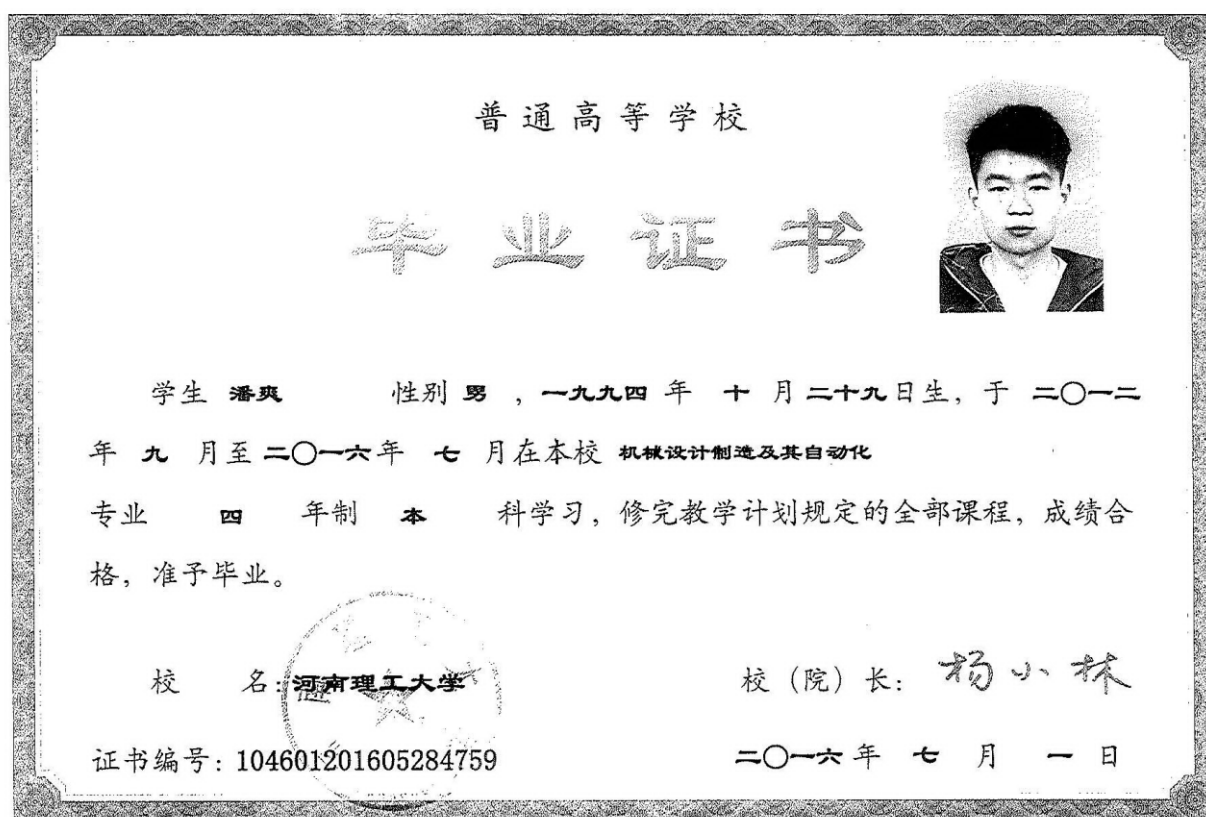 普通高等学校
毕业证书
学生 潘爽 性别 男 ，一九九四 年 十 月 二十九日生，于 二〇一二
年 九 月至 二〇一六年 七 月在本校 机械设计制造及其自动化
专业 四 年制 本 科学习，修完教学计划规定的全部课程，成绩合
格，准予毕业。
校 名：河南理工大学
校（院）长：杨小林
证书编号：104601201605284759
二〇一六 年 七 月 一 日